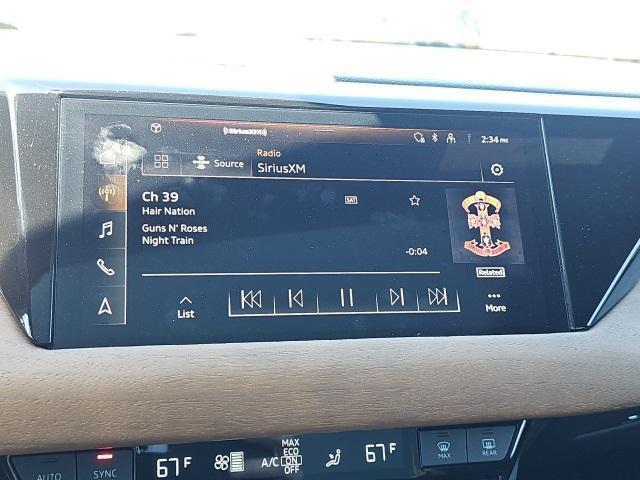 ((SiriusXM))
2:34 PM
Source
Radio
SiriusXM
Ch 39
SAT
Hair Nation
Guns N' Roses
Night Train
-0:04
Related
List
More
AUTO
SYNC
67 F
A/C
MAX
ECO
ON
OFF
67 F
MAX
REAR